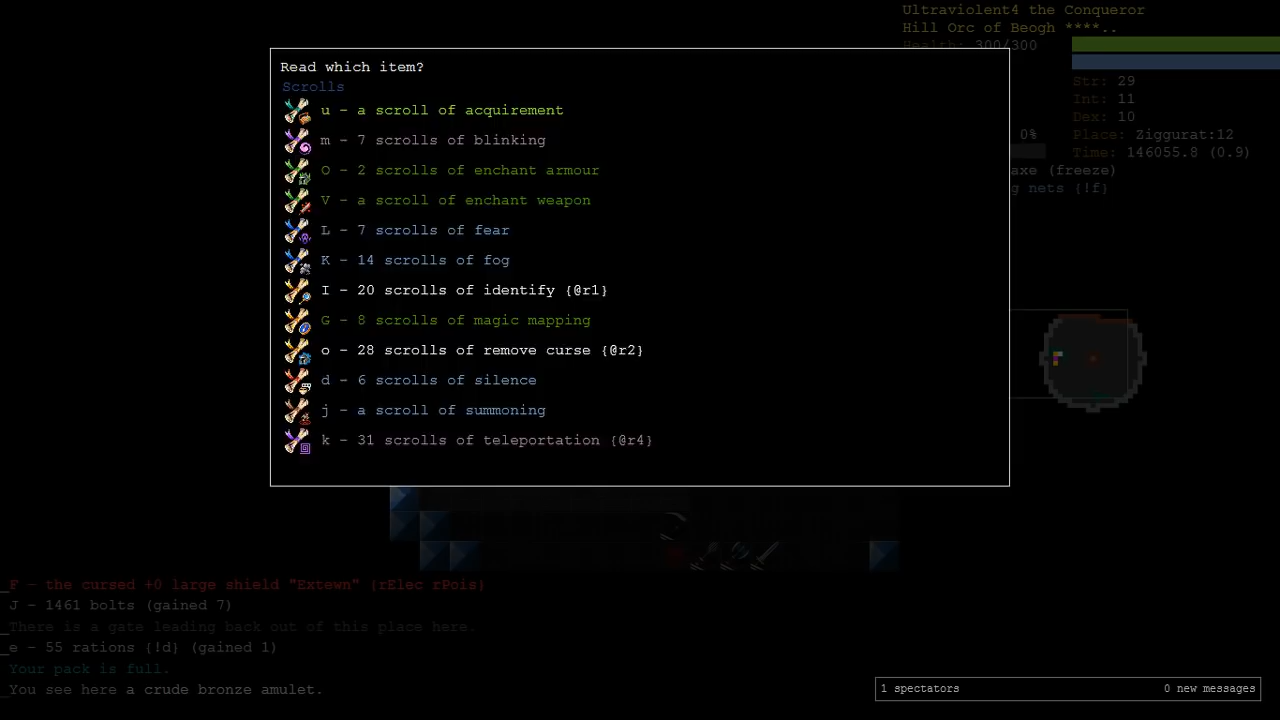 Ultraviolent4 the Conqueror
Hill Orc of Beogh ****..
Health: 300/300
Read which item?
Scrolls
Str: 29
u - a scroll of acquirement
Int: 11
Dex: 10
m - 7 scrolls of blinking
0% Place: Ziggurat:12
Time: 146055.8 (0.9)
O - 2 scrolls of enchant armour
axe (freeze)
g nets {!f}
V - a scroll of enchant weapon
L - 7 scrolls of fear
K - 14 scrolls of fog
I - 20 scrolls of identify {@r1}
G - 8 scrolls of magic mapping
o - 28 scrolls of remove curse {@r2}
d - 6 scrolls of silence
j - a scroll of summoning
k - 31 scrolls of teleportation {@r4}
_F - the cursed +0 large shield "Extewn" {rElec rPois}
J - 1461 bolts (gained 7)
_There is a gate leading back out of this place here.
_e - 55 rations {!d} (gained 1)
Your pack is full.
_You see here a crude bronze amulet.
1 spectators 0 new messages